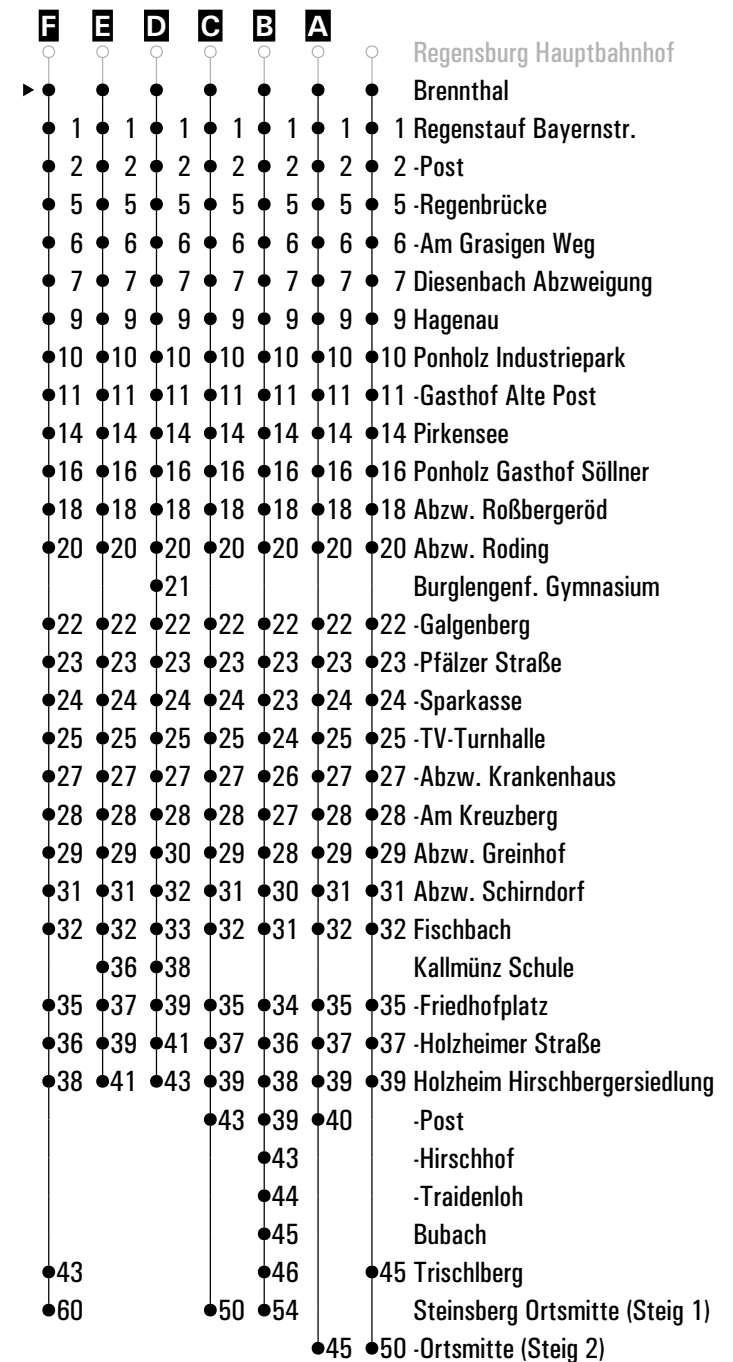 F E D C B A
Regensburg Hauptbahnhof
Brennthal
1 1 1 1 1 1 1 Regenstauf Bayernstr.
2 2 2 2 2 2 2 -Post
5 5 5 5 5 5 5 -Regenbrücke
6 6 6 6 6 6 6 -Am Grasigen Weg
7 7 7 7 7 7 7 Diesenbach Abzweigung
9 9 9 9 9 9 9 Hagenau
10 10 10 10 10 10 10 Ponholz Industriepark
11 11 11 11 11 11 11 -Gasthof Alte Post
14 14 14 14 14 14 14 Pirkensee
16 16 16 16 16 16 16 Ponholz Gasthof Söllner
18 18 18 18 18 18 18 Abzw. Roßbergeröd
20 20 20 20 20 20 20 Abzw. Roding
21 Burglengenf. Gymnasium
22 22 22 22 22 22 22 -Galgenberg
23 23 23 23 23 23 23 -Pfälzer Straße
24 24 24 24 23 24 24 -Sparkasse
25 25 25 25 24 25 25 -TV-Turnhalle
27 27 27 27 26 27 27 -Abzw. Krankenhaus
28 28 28 28 27 28 28 -Am Kreuzberg
29 29 30 29 28 29 29 Abzw. Greinhof
31 31 32 31 30 31 31 Abzw. Schirndorf
32 32 33 32 31 32 32 Fischbach
36 38 Kallmünz Schule
35 37 39 35 34 35 35 -Friedhofplatz
36 39 41 37 36 37 37 -Holzheimer Straße
38 41 43 39 38 39 39 Holzheim Hirschbergersiedlung
43 39 40 -Post
43 -Hirschhof
44 -Traidenloh
45 Bubach
43 46 45 Trischlberg
60 50 54 Steinsberg Ortsmitte (Steig 1)
45 50 -Ortsmitte (Steig 2)